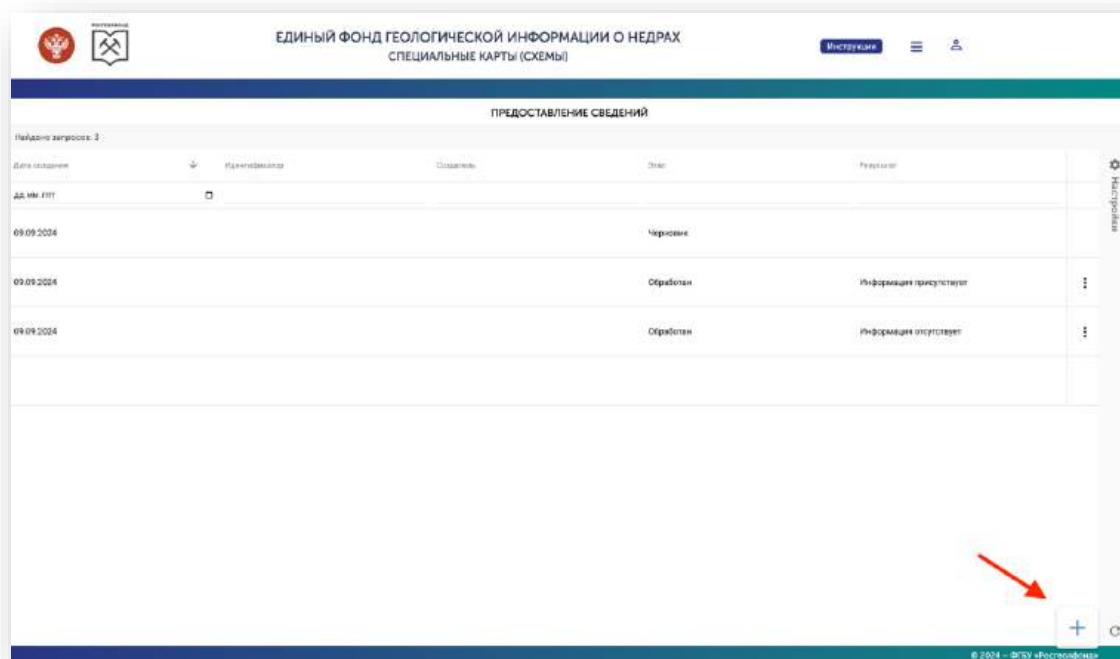 РОСГЕОЛФОНД
ЕДИНЫЙ ФОНД ГЕОЛОГИЧЕСКОЙ ИНФОРМАЦИИ О НЕДРАХ
СПЕЦИАЛЬНЫЕ КАРТЫ (СХЕМЫ)
Инструкции
ПРЕДОСТАВЛЕНИЕ СВЕДЕНИЙ
Найдено запросов: 3
Дата создания Идентификатор Создатель Этап Результат
Настройки
дд.мм.гггг
09.09.2024 Черновик
09.09.2024 Обработан Информация присутствует
09.09.2024 Обработан Информация отсутствует
© 2024 – ФГБУ «Росгеолфонд»